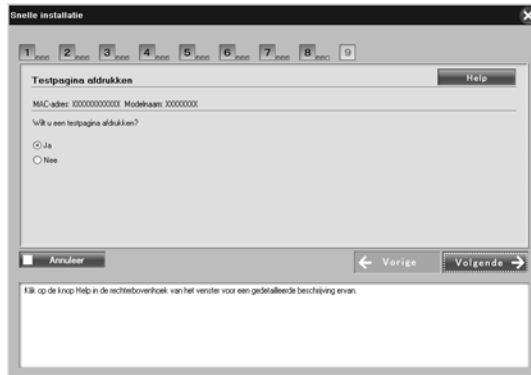 Snelle installatie
1 2 3 4 5 6 7 8 9
Testpagina afdrukken
Help
MAC-adres: XXXXXXXXXXXX Modelnaam: XXXXXXXX
Wilt u een testpagina afdrukken?
Ja
Nee
Annuleer
Vorige
Volgende
Klik op de knop Help in de rechterbovenhoek van het venster voor een gedetailleerde beschrijving ervan.